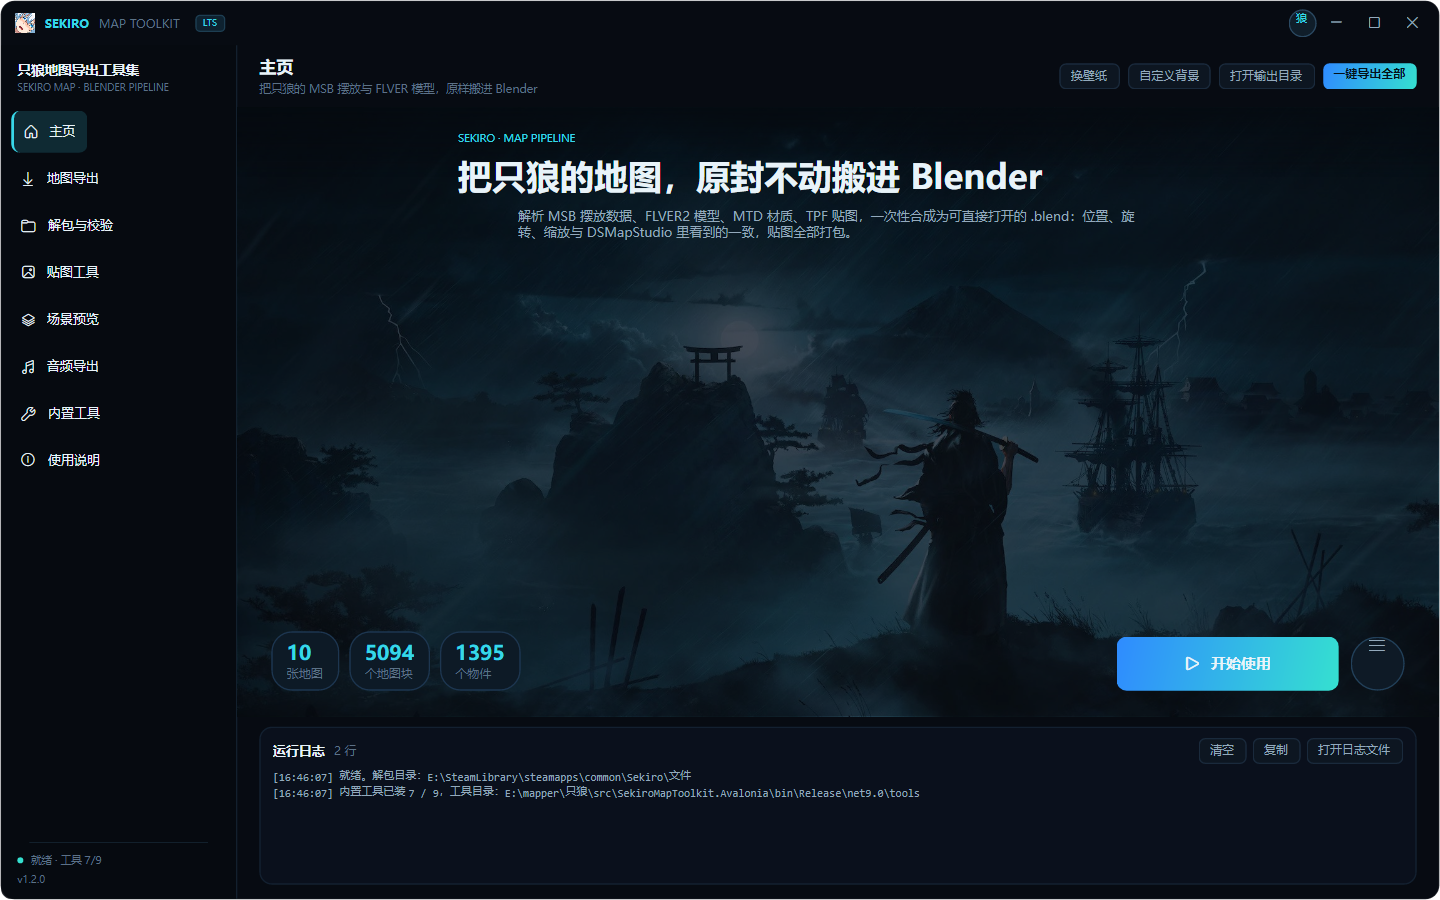 SEKIRO MAP TOOLKIT LTS
狼
只狼地图导出工具集
SEKIRO MAP · BLENDER PIPELINE
主页
地图导出
解包与校验
贴图工具
场景预览
音频导出
内置工具
使用说明
就绪 · 工具 7/9
v1.2.0
主页
把只狼的 MSB 摆放与 FLVER 模型，原样搬进 Blender
换壁纸
自定义背景
打开输出目录
一键导出全部
SEKIRO · MAP PIPELINE
把只狼的地图，原封不动搬进 Blender
解析 MSB 摆放数据、FLVER2 模型、MTD 材质、TPF 贴图，一次性合成为可直接打开的 .blend：位置、旋
转、缩放与 DSMapStudio 里看到的一致，贴图全部打包。
10
张地图
5094
个地图块
1395
个物件
开始使用
运行日志 2 行
清空
复制
打开日志文件
[16:46:07] 就绪。解包目录：E:\SteamLibrary\steamapps\common\Sekiro\文件
[16:46:07] 内置工具已装 7 / 9，工具目录：E:\mapper\只狼\src\SekiroMapToolkit.Avalonia\bin\Release\net9.0\tools